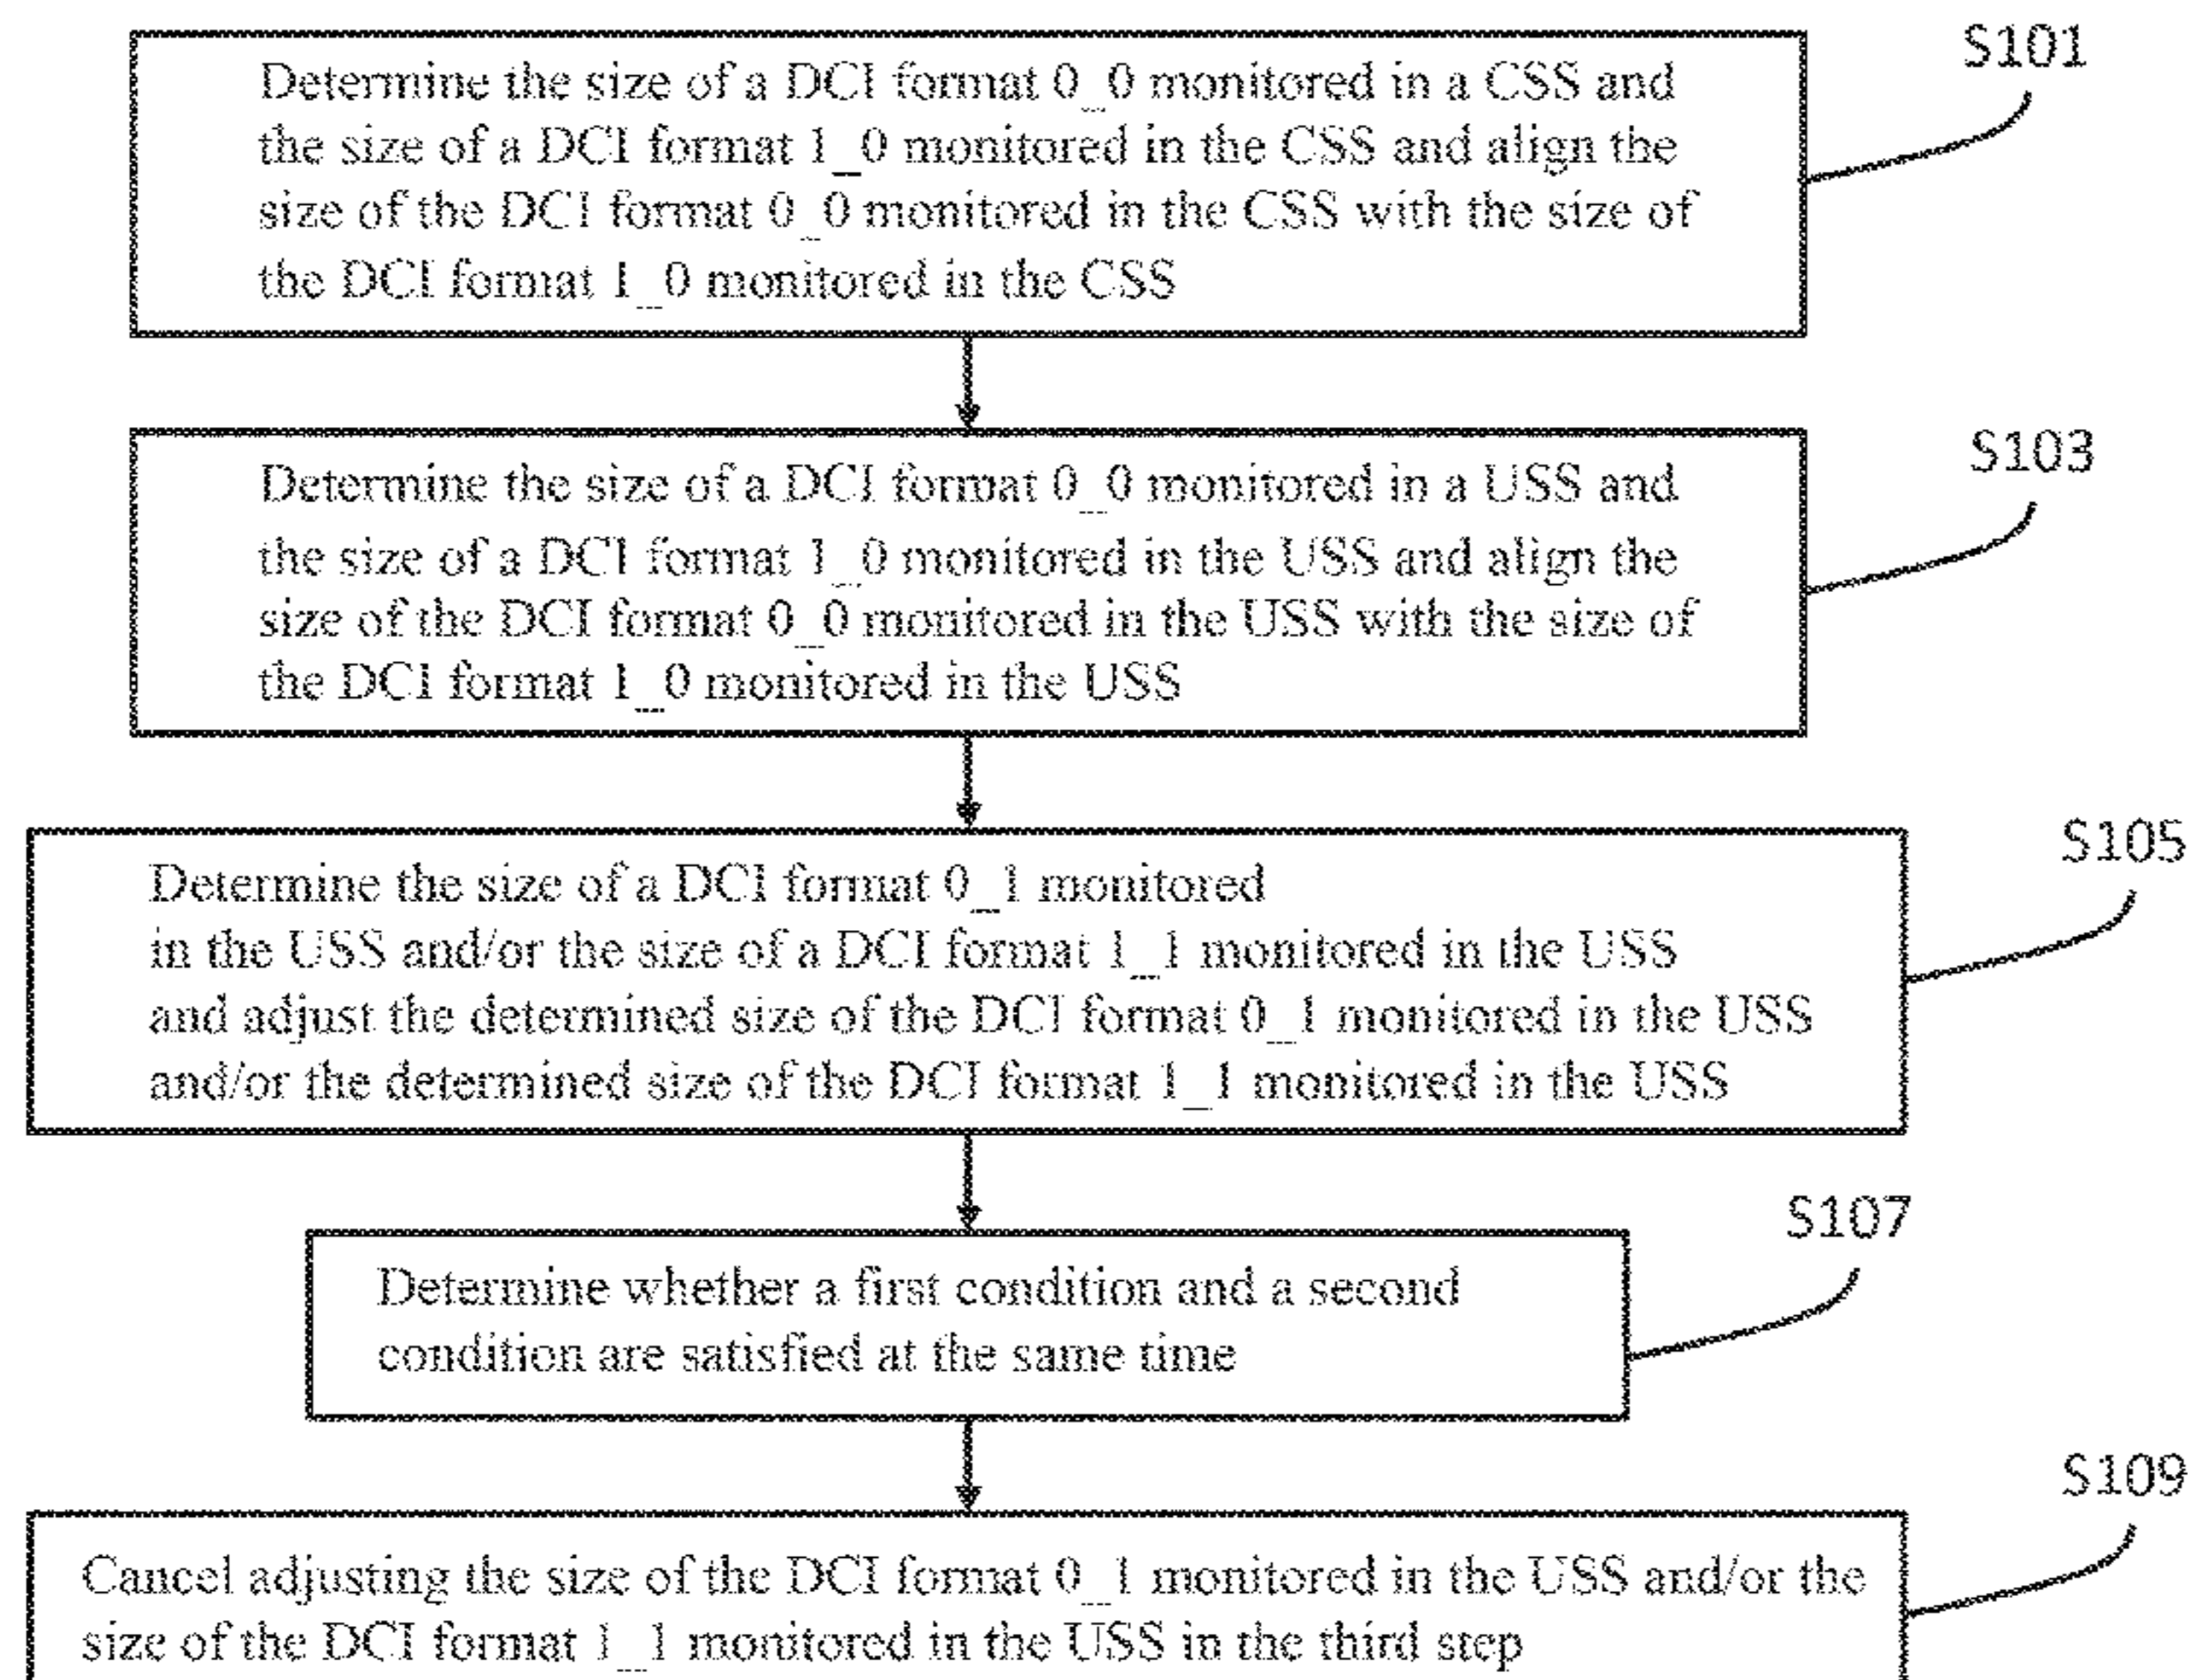 S101
Determine the size of a DCI format 0_0 monitored in a CSS and
the size of a DCI format 1_0 monitored in the CSS and align the
size of the DCI format 0_0 monitored in the CSS with the size of
the DCI format 1_0 monitored in the CSS
S103
Determine the size of a DCI format 0_0 monitored in a USS and
the size of a DCI format 1_0 monitored in the USS and align the
size of the DCI format 0_0 monitored in the USS with the size of
the DCI format 1_0 monitored in the USS
S105
Determine the size of a DCI format 0_1 monitored
in the USS and/or the size of a DCI format 1_1 monitored in the USS
and adjust the determined size of the DCI format 0_1 monitored in the USS
and/or the determined size of the DCI format 1_1 monitored in the USS
S107
Determine whether a first condition and a second
condition are satisfied at the same time
S109
Cancel adjusting the size of the DCI format 0_1 monitored in the USS and/or the
size of the DCI format 1_1 monitored in the USS in the third step